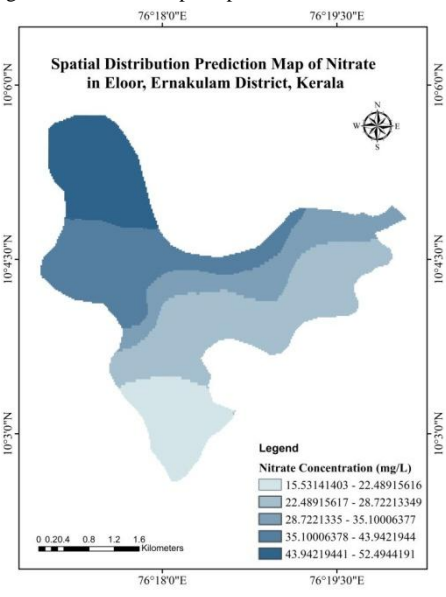 76°18'0"E 76°19'30"E
Spatial Distribution Prediction Map of Nitrate
in Eloor, Ernakulam District, Kerala
N
W E
S
10°6'0"N 10°6'0"N
10°4'30"N 10°4'30"N
10°3'0"N 10°3'0"N
Legend
Nitrate Concentration (mg/L)
15.53141403 - 22.48915616
22.48915617 - 28.72213349
28.7221335 - 35.10006377
35.10006378 - 43.9421944
43.94219441 - 52.4944191
0 0.20.4 0.8 1.2 1.6
Kilometers
76°18'0"E 76°19'30"E